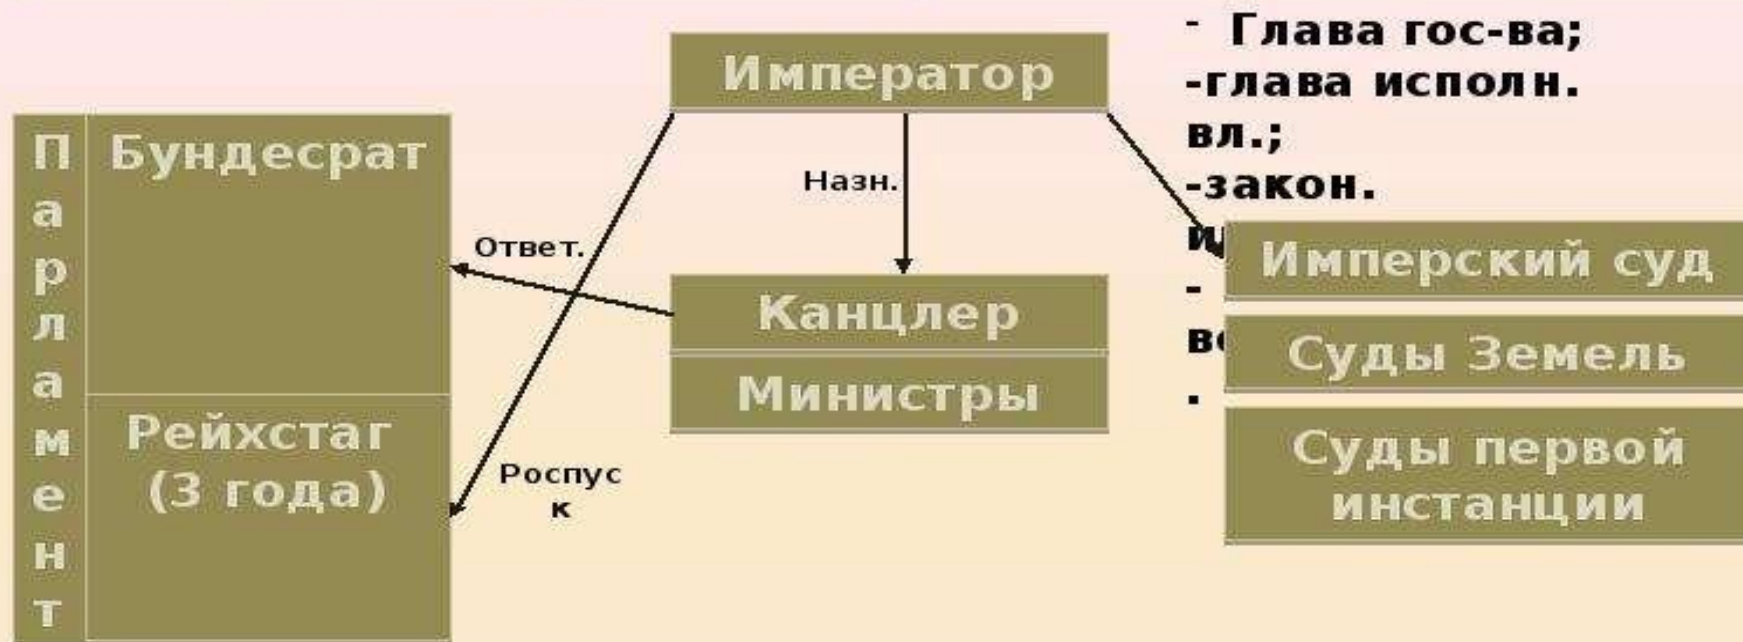 Император
- Глава гос-ва;
-глава исполн.
вл.;
-закон.
-
.
Парламент
Бундесрат
Рейхстаг
(3 года)
Назн.
Ответ.
Роспус
к
Канцлер
Министры
Имперский суд
Суды Земель
Суды первой
инстанции